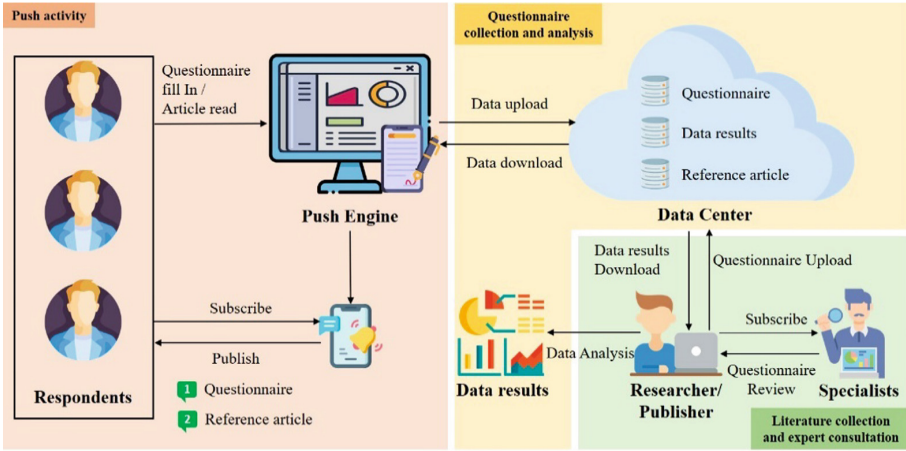 Push activity
Questionnaire
fill In /
Article read
Push Engine
Subscribe
Publish
1 Questionnaire
2 Reference article
Respondents
Questionnaire
collection and analysis
Data upload
Data download
Questionnaire
Data results
Reference article
Data Center
Data results
Download
Questionnaire Upload
Data Analysis
Data results
Subscribe
Questionnaire
Review
Researcher/
Publisher
Specialists
Literature collection
and expert consultation